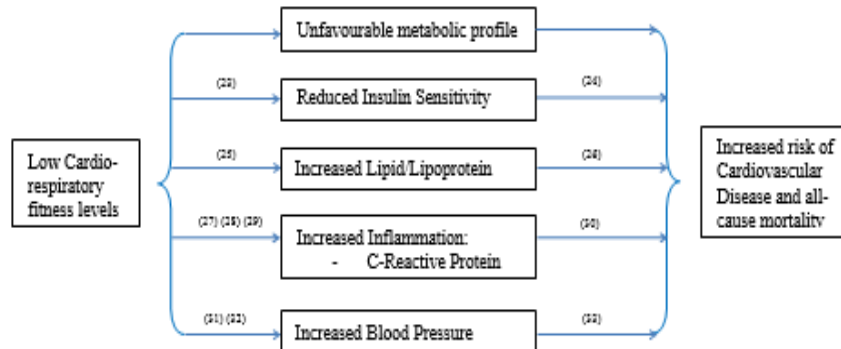 Unfavourable metabolic profile
(23)
Reduced Insulin Sensitivity
(24)
Low Cardio-
respiratory
fitness levels
(25)
Increased Lipid/Lipoprotein
(26)
Increased risk of
Cardiovascular
Disease and all-
cause mortality
(27) (28) (29)
Increased Inflammation:
- C-Reactive Protein
(30)
(31) (32)
Increased Blood Pressure
(33)